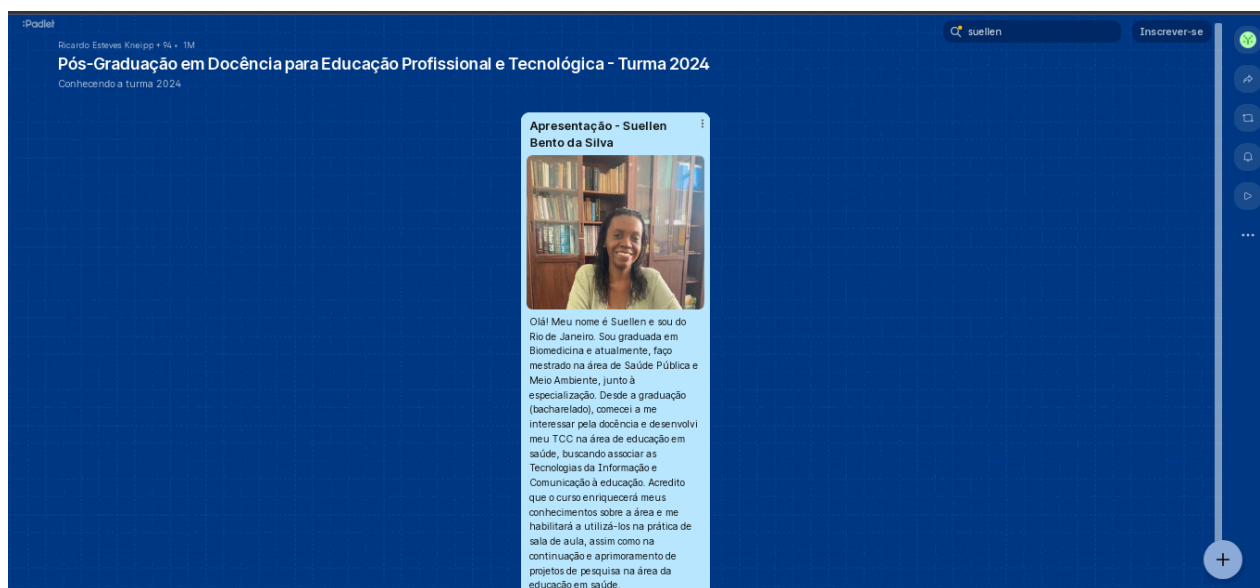 :Padlet
Ricardo Esteves Kneipp + 94 • 1M
Pós-Graduação em Docência para Educação Profissional e Tecnológica - Turma 2024
Conhecendo a turma 2024
suellen
Inscrever-se
Apresentação - Suellen
Bento da Silva
Olá! Meu nome é Suellen e sou do
Rio de Janeiro. Sou graduada em
Biomedicina e atualmente, faço
mestrado na área de Saúde Pública e
Meio Ambiente, junto à
especialização. Desde a graduação
(bacharelado), comecei a me
interessar pela docência e desenvolvi
meu TCC na área de educação em
saúde, buscando associar as
Tecnologias da Informação e
Comunicação à educação. Acredito
que o curso enriquecerá meus
conhecimentos sobre a área e me
habilitará a utilizá-los na prática de
sala de aula, assim como na
continuação e aprimoramento de
projetos de pesquisa na área da
educação em saúde.